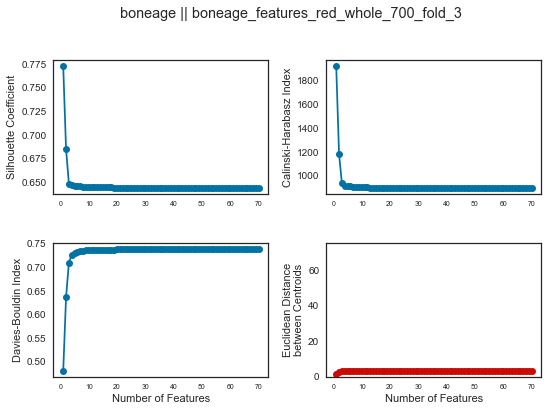 boneage || boneage_features_red_whole_700_fold_3
Silhouette Coefficient
0.775
0.750
0.725
0.700
0.675
0.650
0 10 20 30 40 50 60 70
Calinski-Harabasz Index
1800
1600
1400
1200
1000
0 10 20 30 40 50 60 70
Davies-Bouldin Index
0.75
0.70
0.65
0.60
0.55
0.50
0 10 20 30 40 50 60 70
Number of Features
Euclidean Distance
between Centroids
60
40
20
0
0 10 20 30 40 50 60 70
Number of Features